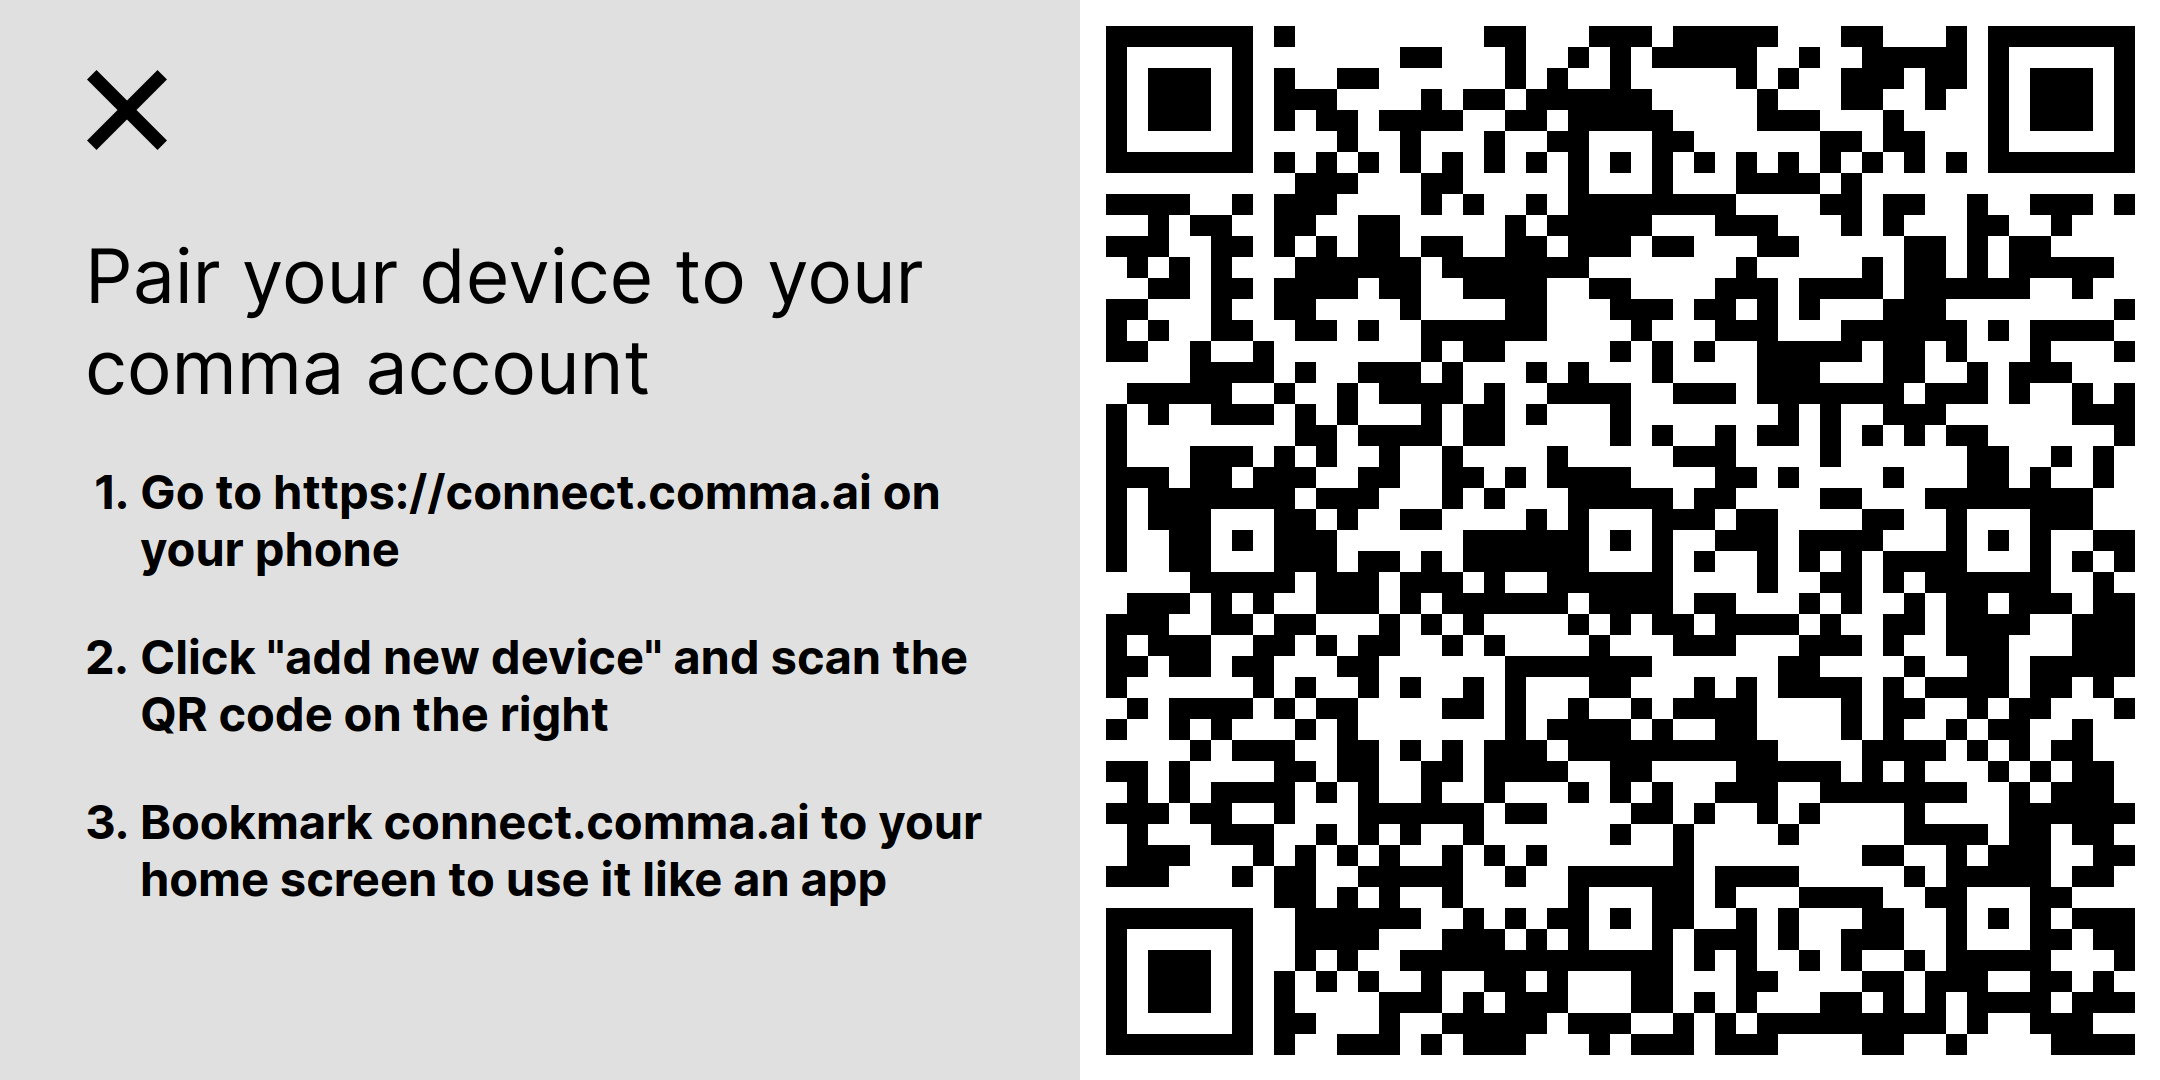 Pair your device to your
comma account
1. Go to https://connect.comma.ai on
your phone
2. Click "add new device" and scan the
QR code on the right
3. Bookmark connect.comma.ai to your
home screen to use it like an app